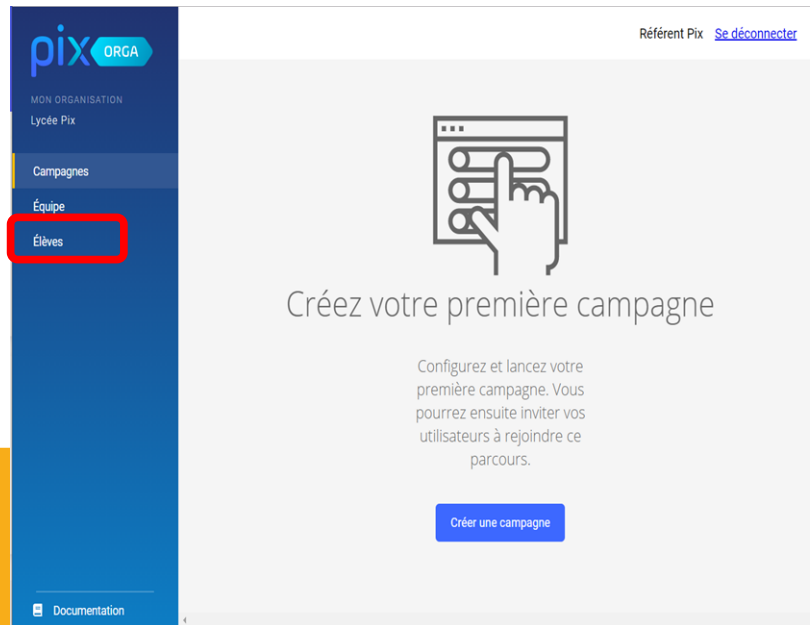 pix ORGA
Référent Pix Se déconnecter
MON ORGANISATION
Lycée Pix
Campagnes
Équipe
Élèves
Créez votre première campagne
Configurez et lancez votre
première campagne. Vous
pourrez ensuite inviter vos
utilisateurs à rejoindre ce
parcours.
Créer une campagne
Documentation